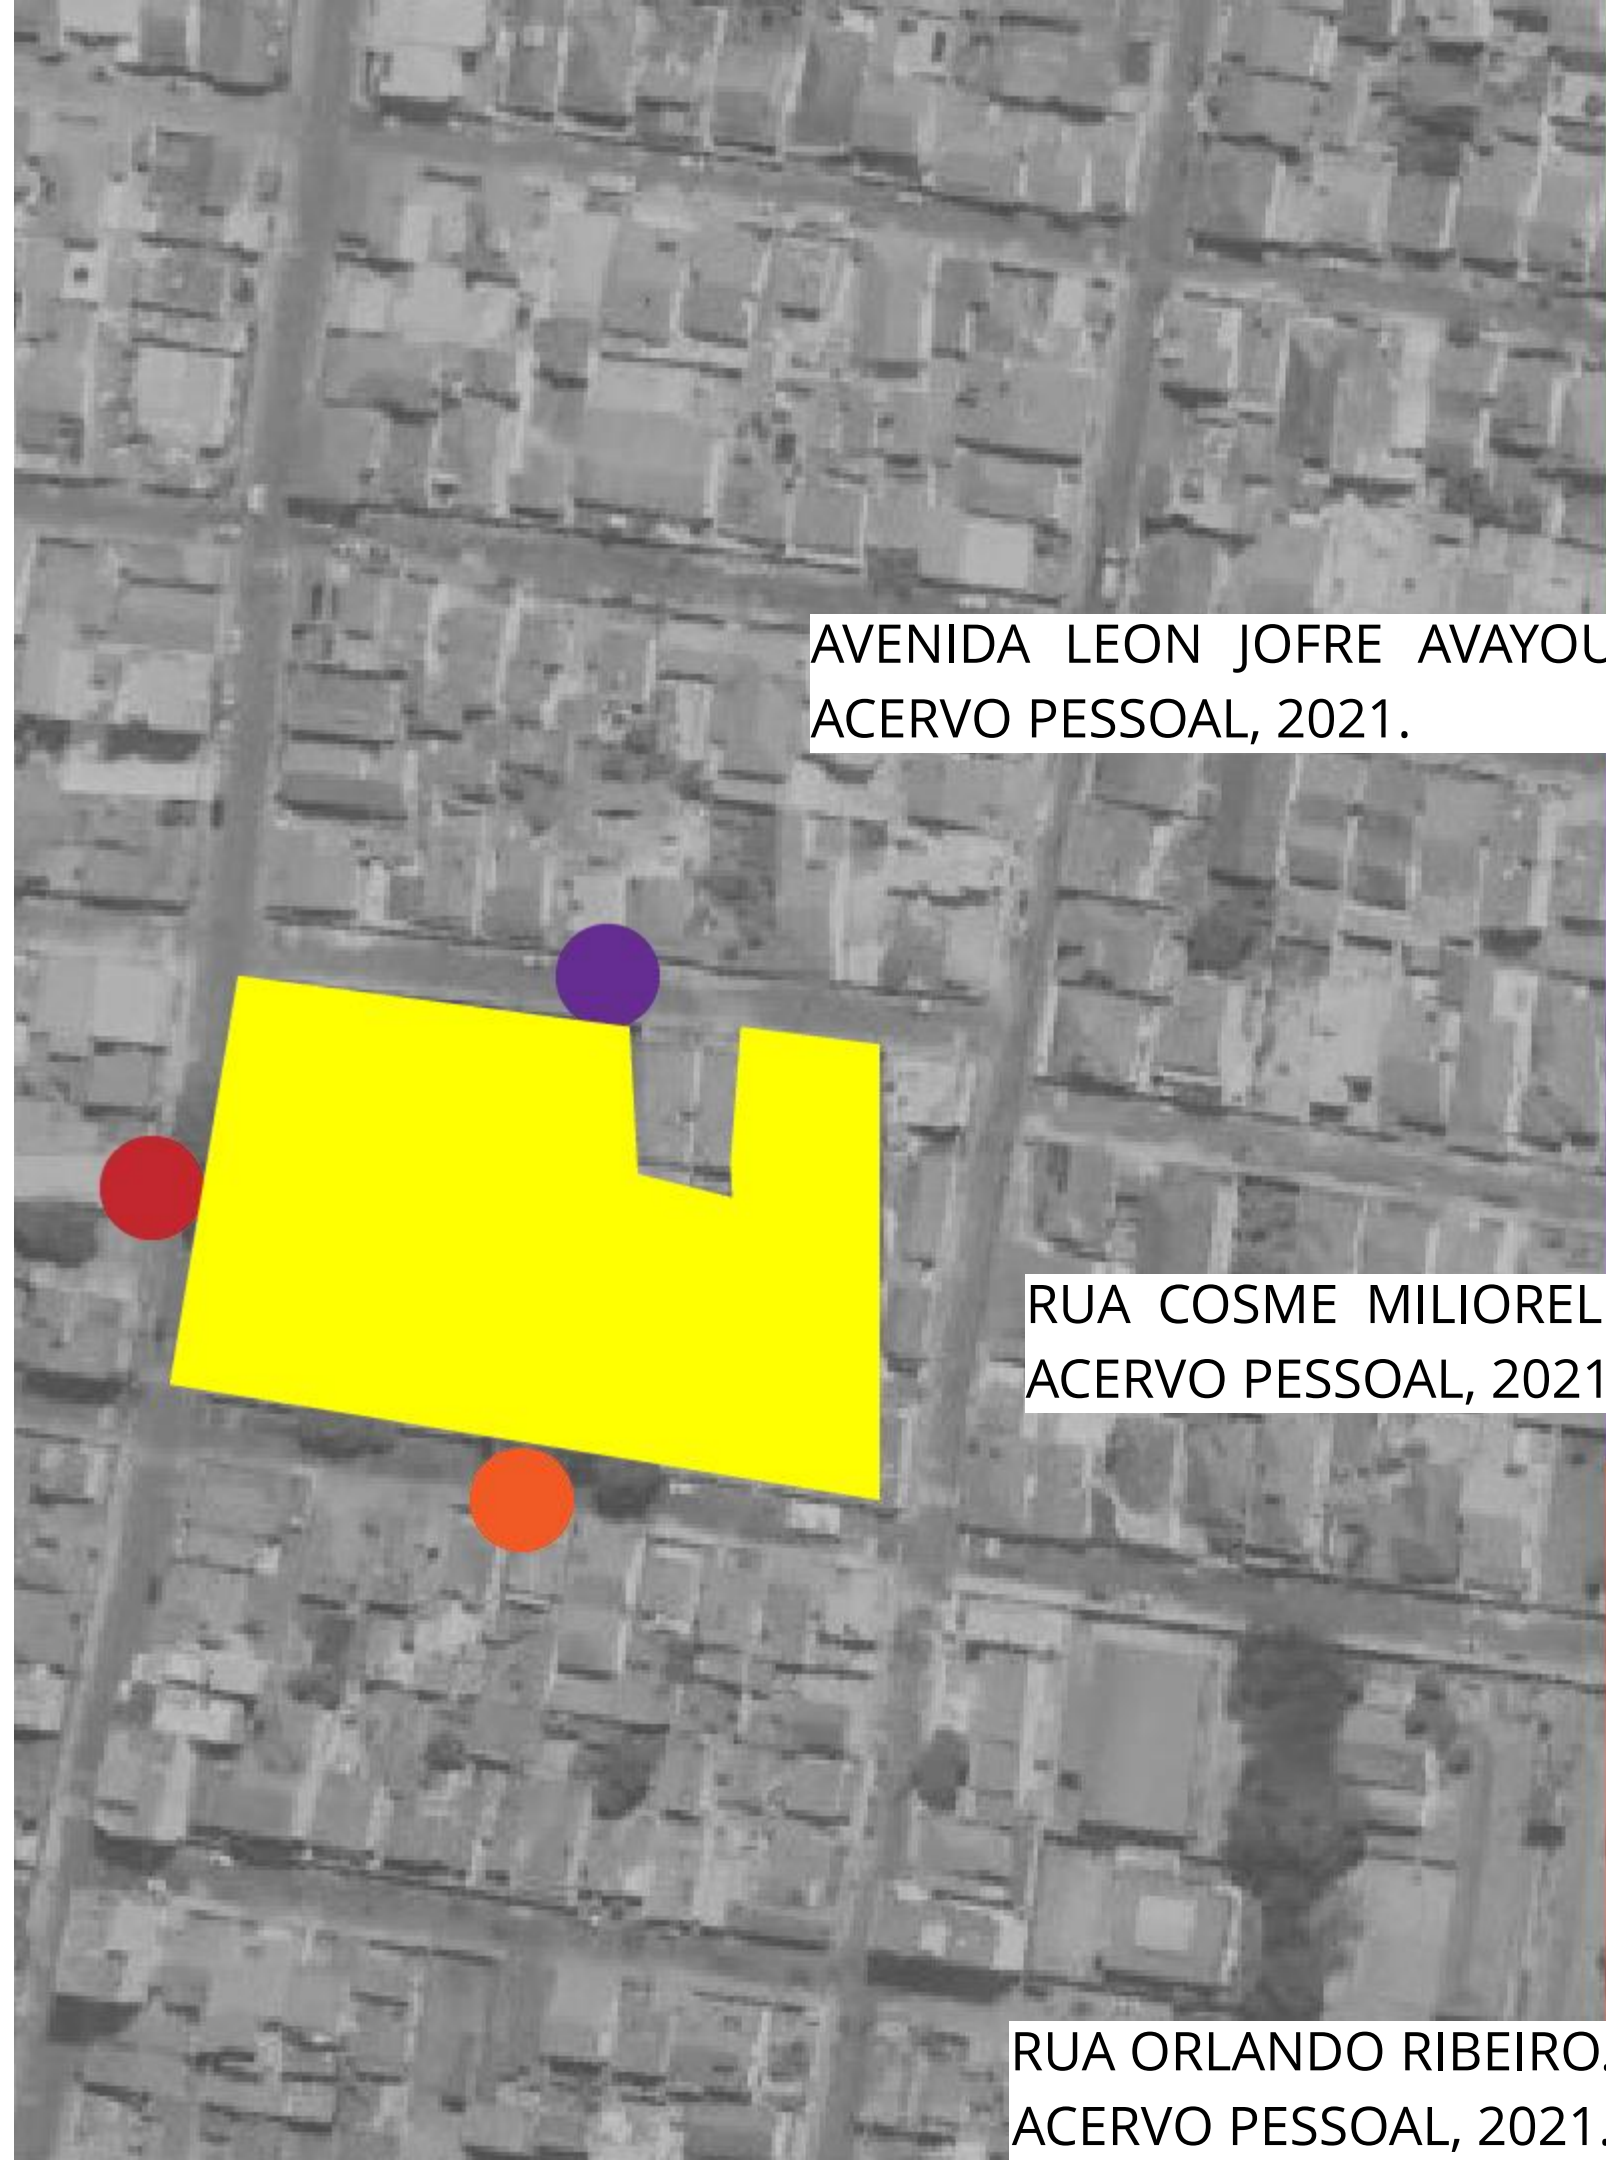 AVENIDA LEON JOFRE AVAYOU
ACERVO PESSOAL, 2021.
RUA COSME MILIOREL
ACERVO PESSOAL, 2021
RUA ORLANDO RIBEIRO.
ACERVO PESSOAL, 2021.